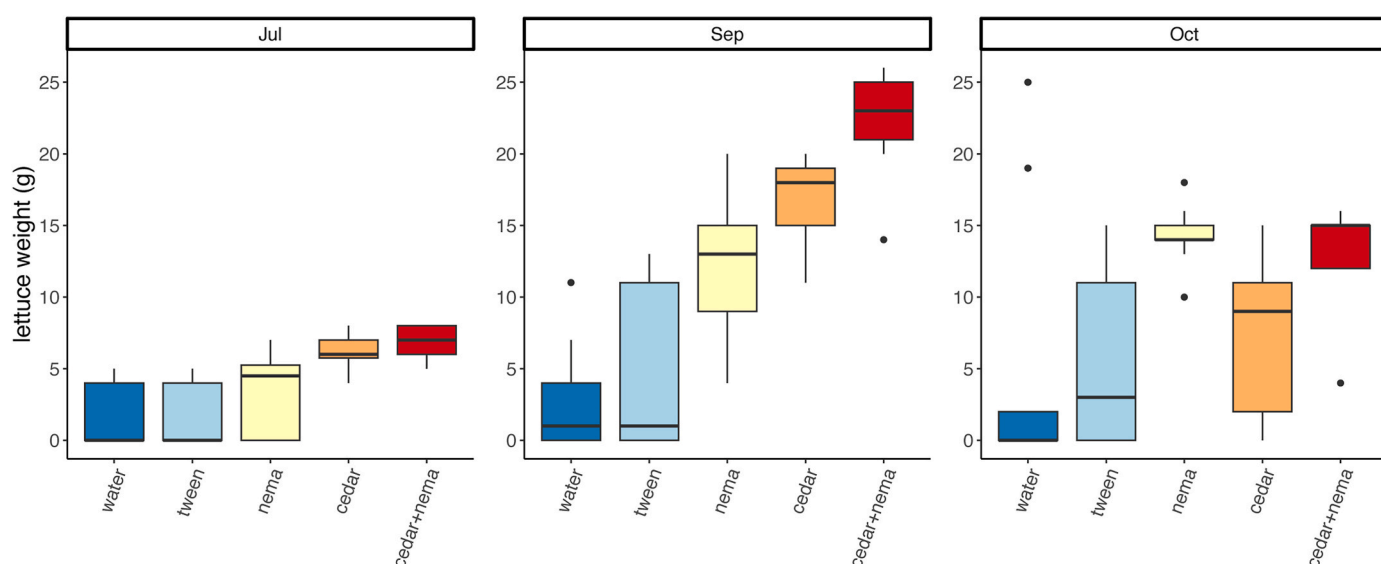 Jul
Sep
Oct
lettuce weight (g)
25
20
15
10
5
0
water
tween
nema
cedar
cedar+nema
25
20
15
10
5
0
water
tween
nema
cedar
cedar+nema
25
20
15
10
5
0
water
tween
nema
cedar
cedar+nema